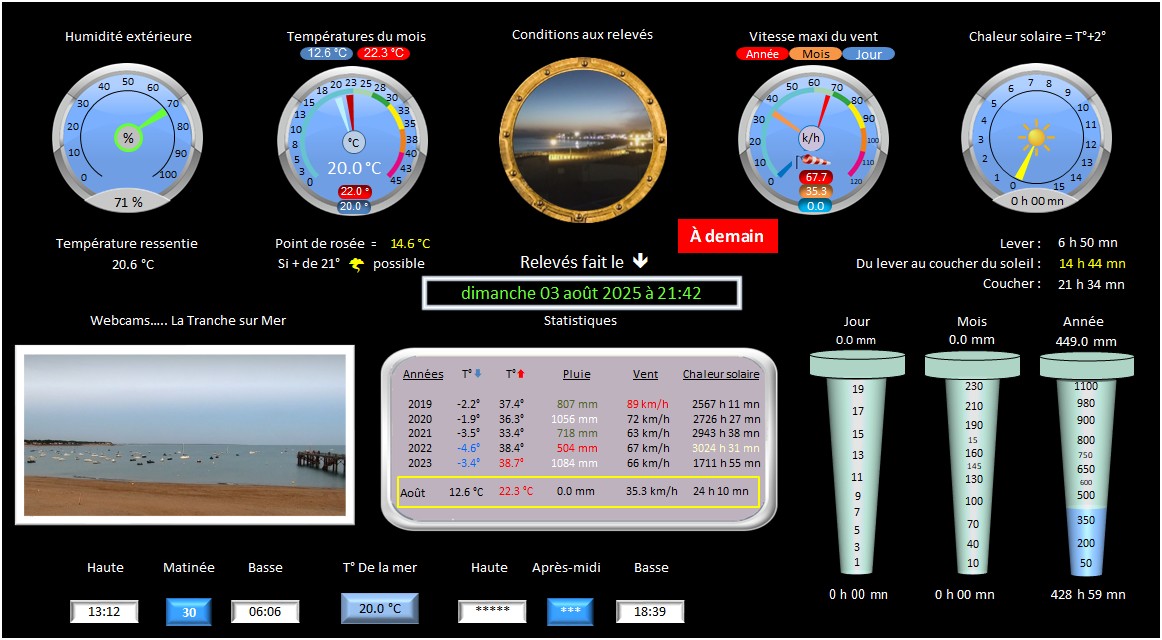 Humidité extérieure
Températures du mois
12.6 °C 22.3 °C
Conditions aux relevés
Vitesse maxi du vent
Année Mois Jour
Chaleur solaire = T°+2°
0 10 20 30 40 50 60 70 80 90 100
%
71 %
0 3 5 8 10 13 15 18 20 23 25 28 30 33 35 38 40 43 45
°C
20.0 °C
22.0 °
20.0 °
0 10 20 30 40 50 60 70 80 90 100 110 120
k/h
67.7
35.3
0.0
0 1 2 3 4 5 6 7 8 9 10 11 12 13 14 15
0 h 00 mn
Température ressentie
20.6 °C
Point de rosée = 14.6 °C
Si + de 21° possible
À demain
Relevés fait le
dimanche 03 août 2025 à 21:42
Lever : 6 h 50 mn
Du lever au coucher du soleil : 14 h 44 mn
Coucher : 21 h 34 mn
Webcams..... La Tranche sur Mer
Statistiques
Années T° T° Pluie Vent Chaleur solaire
2019 -2.2° 37.4° 807 mm 89 km/h 2567 h 11 mn
2020 -1.9° 36.3° 1056 mm 72 km/h 2726 h 27 mn
2021 -3.5° 33.4° 718 mm 63 km/h 2943 h 38 mn
2022 -4.6° 38.4° 504 mm 67 km/h 3024 h 31 mn
2023 -3.4° 38.7° 1084 mm 66 km/h 1711 h 55 mn
Août 12.6 °C 22.3 °C 0.0 mm 35.3 km/h 24 h 10 mn
Jour
0.0 mm
19
17
15
13
11
9
7
5
3
1
0 h 00 mn
Mois
0.0 mm
230
210
190
15
160
145
130
100
70
40
10
0 h 00 mn
Année
449.0 mm
1100
980
900
800
750
650
600
500
350
200
50
428 h 59 mn
Haute Matinée Basse
13:12 30 06:06
T° De la mer
20.0 °C
Haute Après-midi Basse
***** *** 18:39